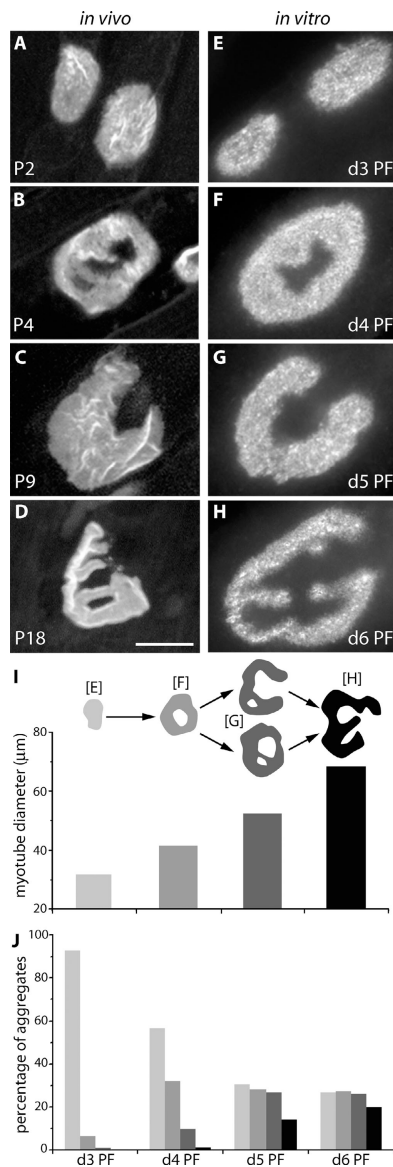 in vivo in vitro
A E
P2 d3 PF
B F
P4 d4 PF
C G
P9 d5 PF
D H
P18 d6 PF
I
[E] [F] [G] [H]
80
60
40
20
myotube diameter (µm)
J
100
80
60
40
20
0
percentage of aggregates
d3 PF d4 PF d5 PF d6 PF